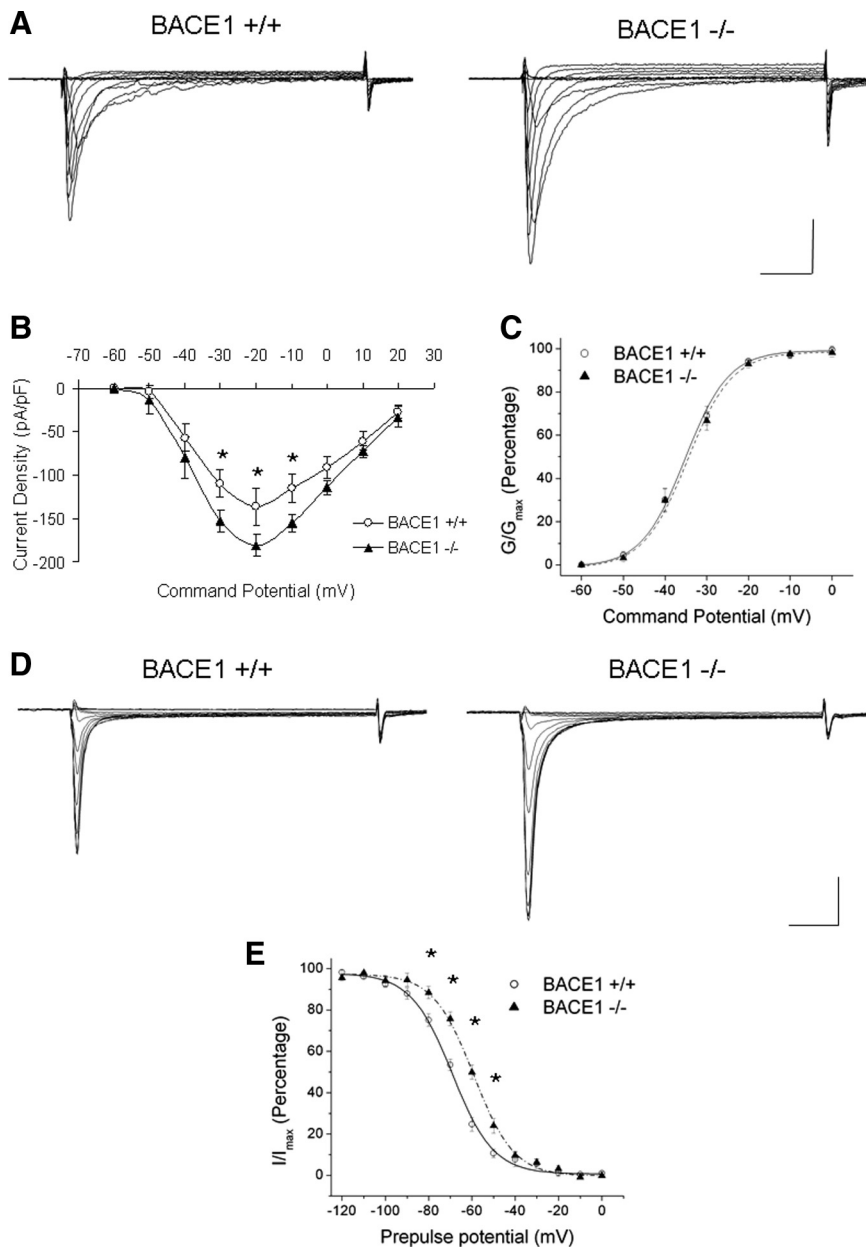 A
BACE1 +/+
BACE1 -/-
B
-70 -60 -50 -40 -30 -20 -10 0 10 20 30
0
-50
-100
-150
-200
Current Density (pA/pF)
* * *
BACE1 +/+
BACE1 -/-
Command Potential (mV)
C
100
80
60
40
20
0
G/Gmax (Percentage)
BACE1 +/+
BACE1 -/-
-60 -50 -40 -30 -20 -10 0
Command Potential (mV)
D
BACE1 +/+
BACE1 -/-
E
100
80
60
40
20
0
I/Imax (Percentage)
* * * *
BACE1 +/+
BACE1 -/-
-120 -100 -80 -60 -40 -20 0
Prepulse potential (mV)